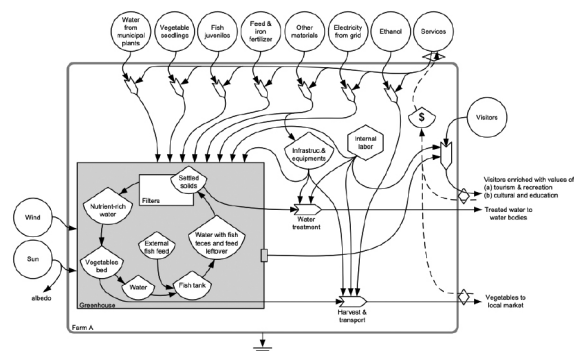 Water
from
municipal
plants
Vegetable
seedlings
Fish
juveniles
Feed &
iron
fertilizer
Other
materials
Electricity
from grid
Ethanol
Services
$
Visitors
Internal
labor
Infrastruc.&
equipments
Settled
solids
Filters
Nutrient-rich
water
Water with fish
feces and feed
leftover
External
fish feed
Vegetables
bed
Water
Fish tank
Greenhouse
Water
treatment
Harvest &
transport
Wind
Sun
albedo
Farm A
Visitors enriched with values of
(a) tourism & recreation
(b) cultural and education
Treated water to
water bodies
Vegetables to
local market